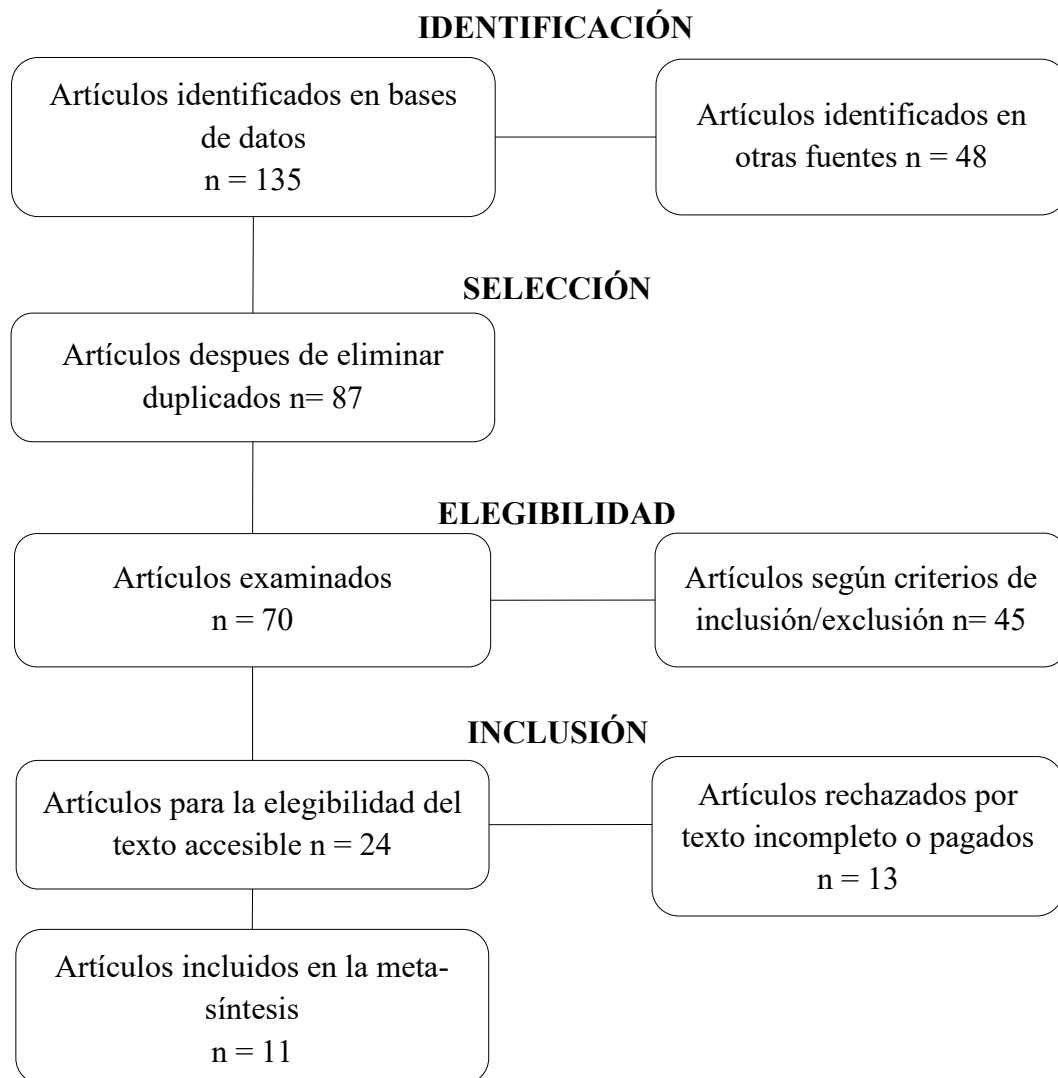 IDENTIFICACIÓN
Artículos identificados en bases
de datos
n = 135
Artículos identificados en
otras fuentes n = 48
SELECCIÓN
Artículos despues de eliminar
duplicados n= 87
ELEGIBILIDAD
Artículos examinados
n = 70
Artículos según criterios de
inclusión/exclusión n= 45
INCLUSIÓN
Artículos para la elegibilidad del
texto accesible n = 24
Artículos rechazados por
texto incompleto o pagados
n = 13
Artículos incluidos en la meta-
síntesis
n = 11